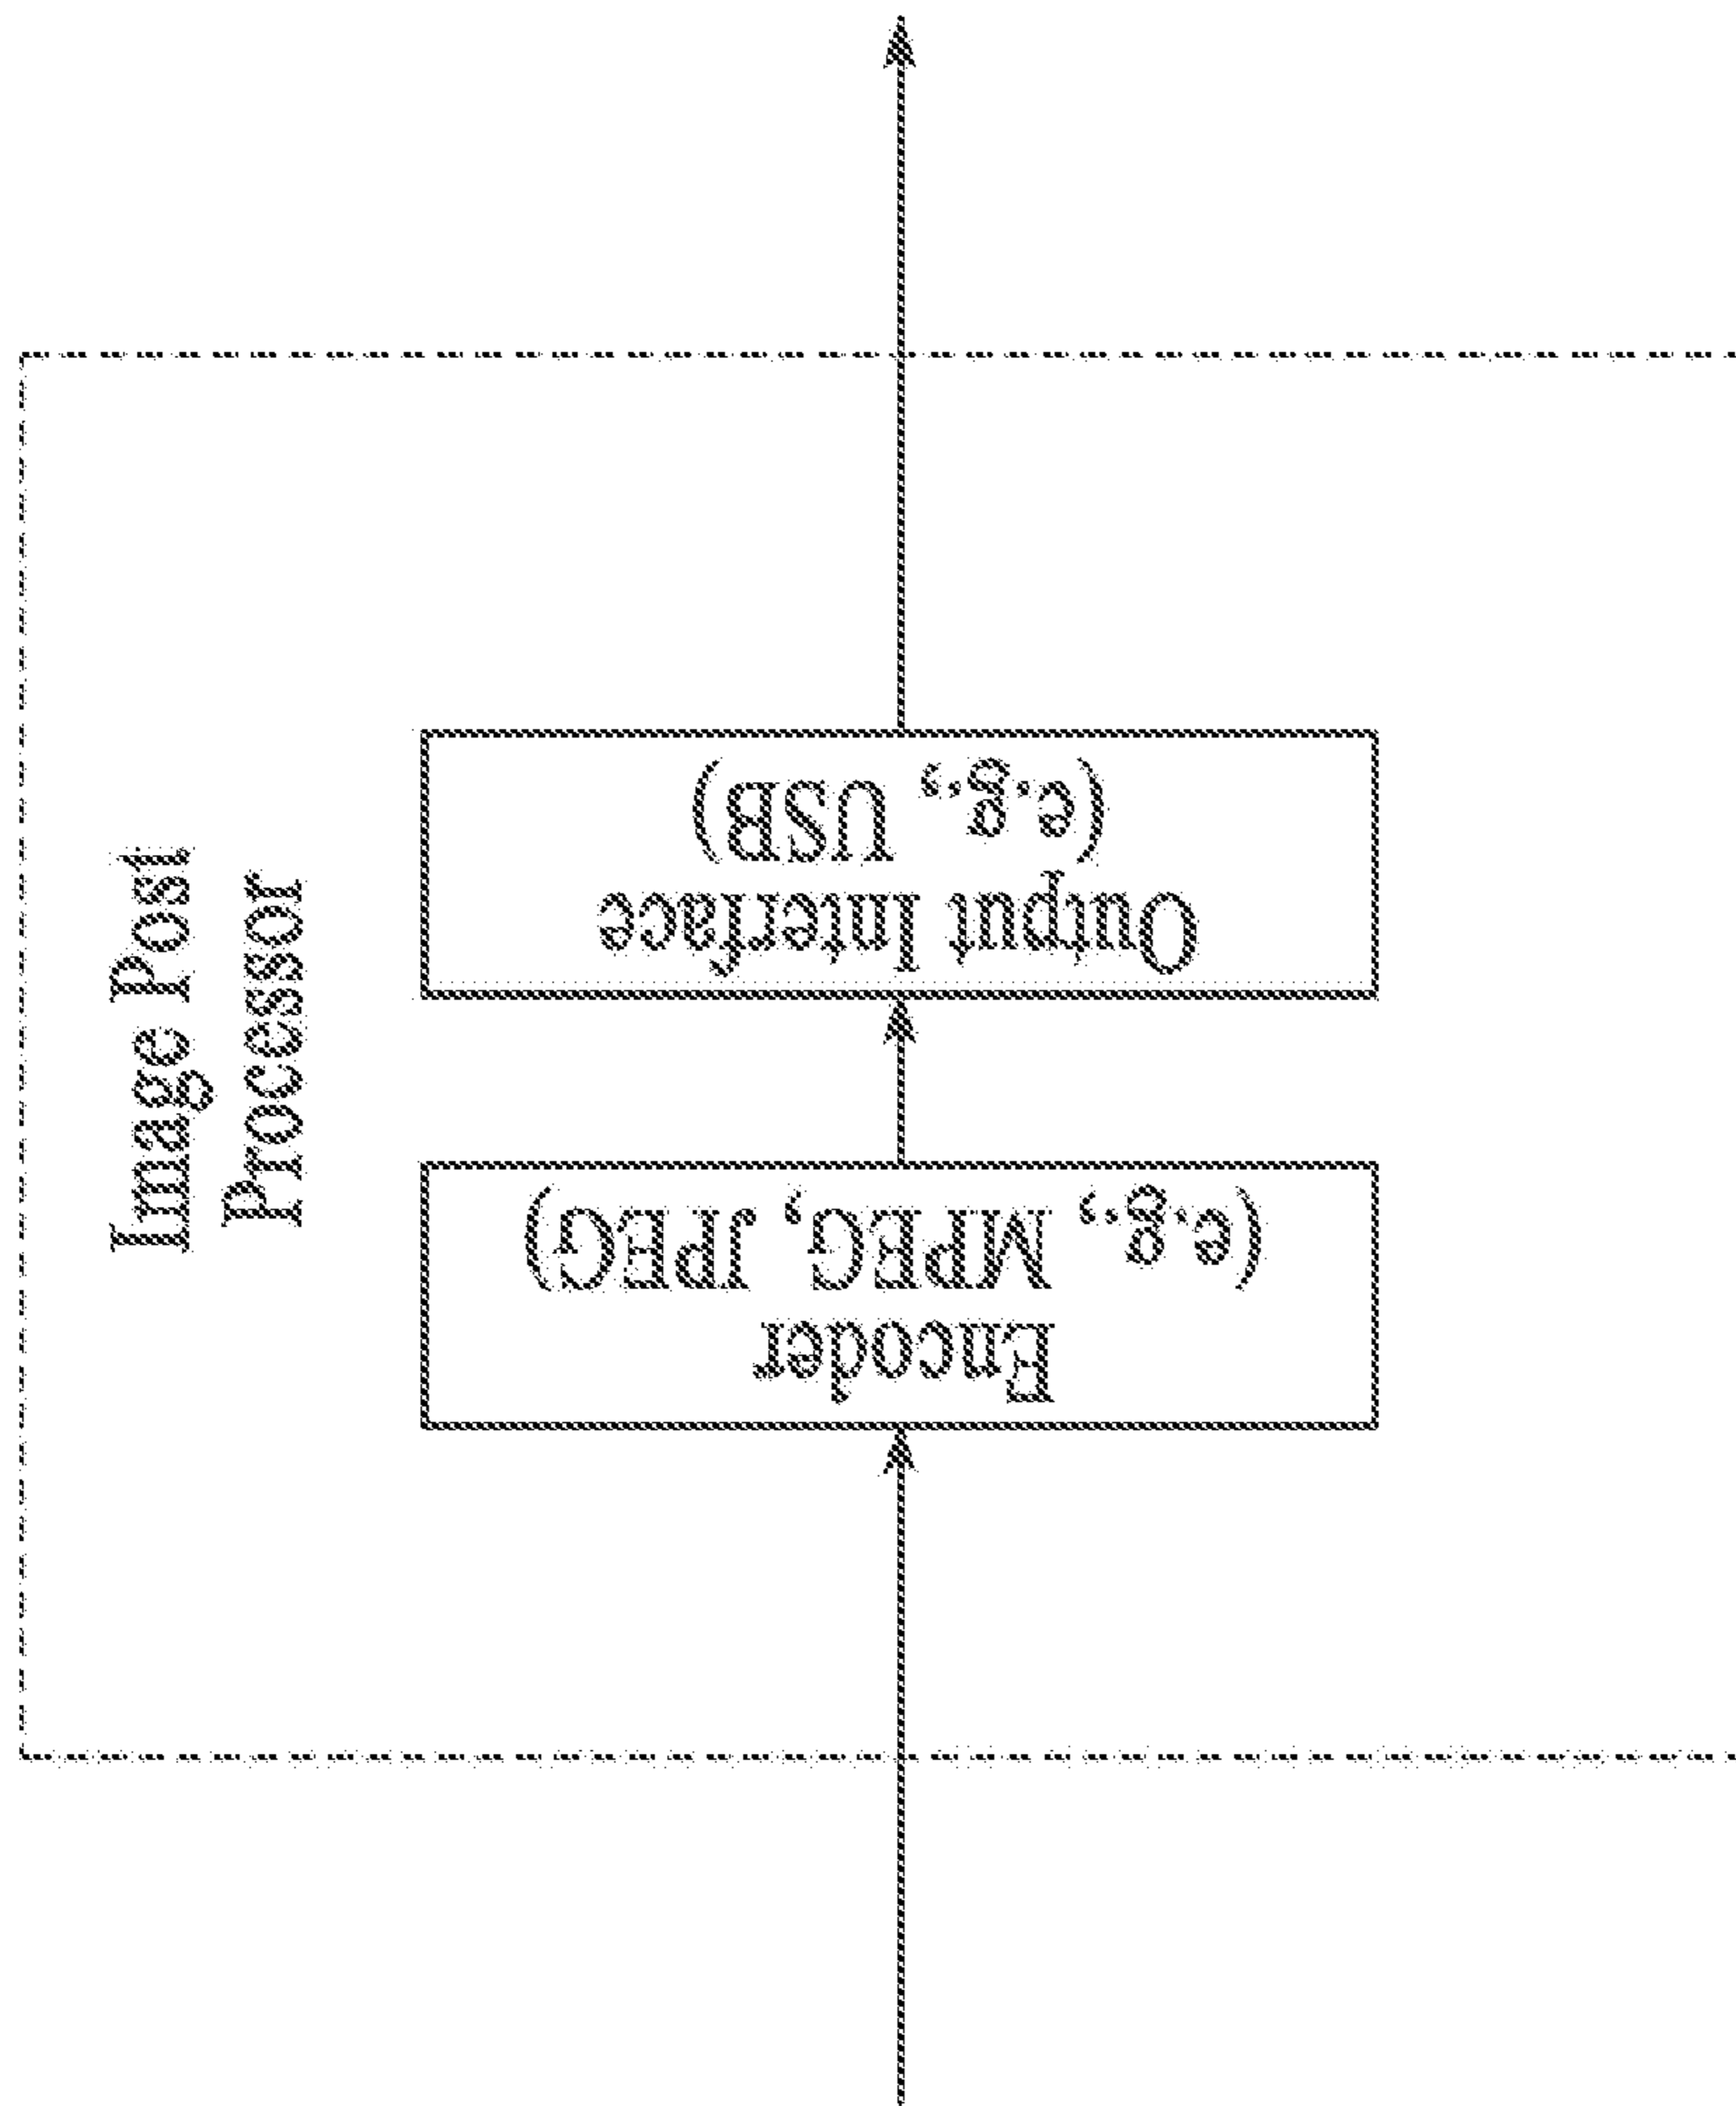 Image Post
Processor
Encoder
(e.g., MPEG, JPEG)
Output Interface
(e.g., USB)